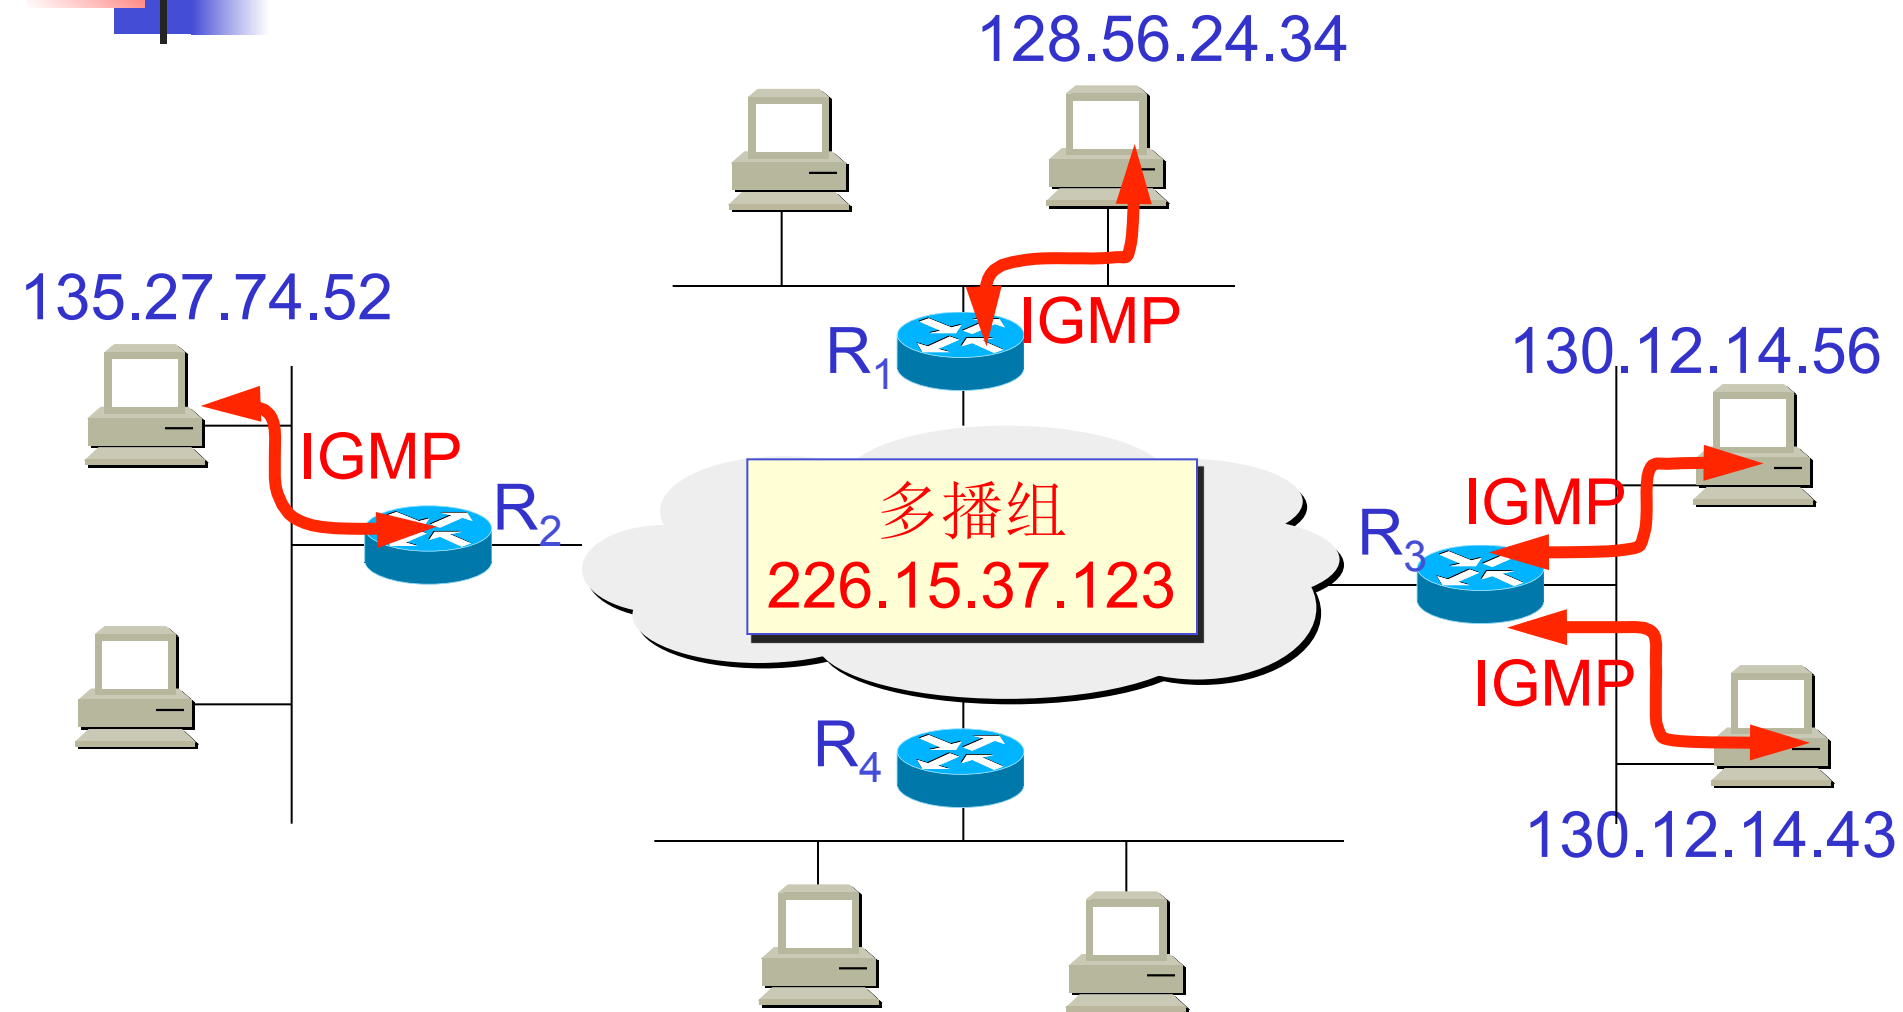 128.56.24.34
135.27.74.52
IGMP
R1
130.12.14.56
IGMP
R2
多播组
226.15.37.123
IGMP
R3
IGMP
R4
130.12.14.43